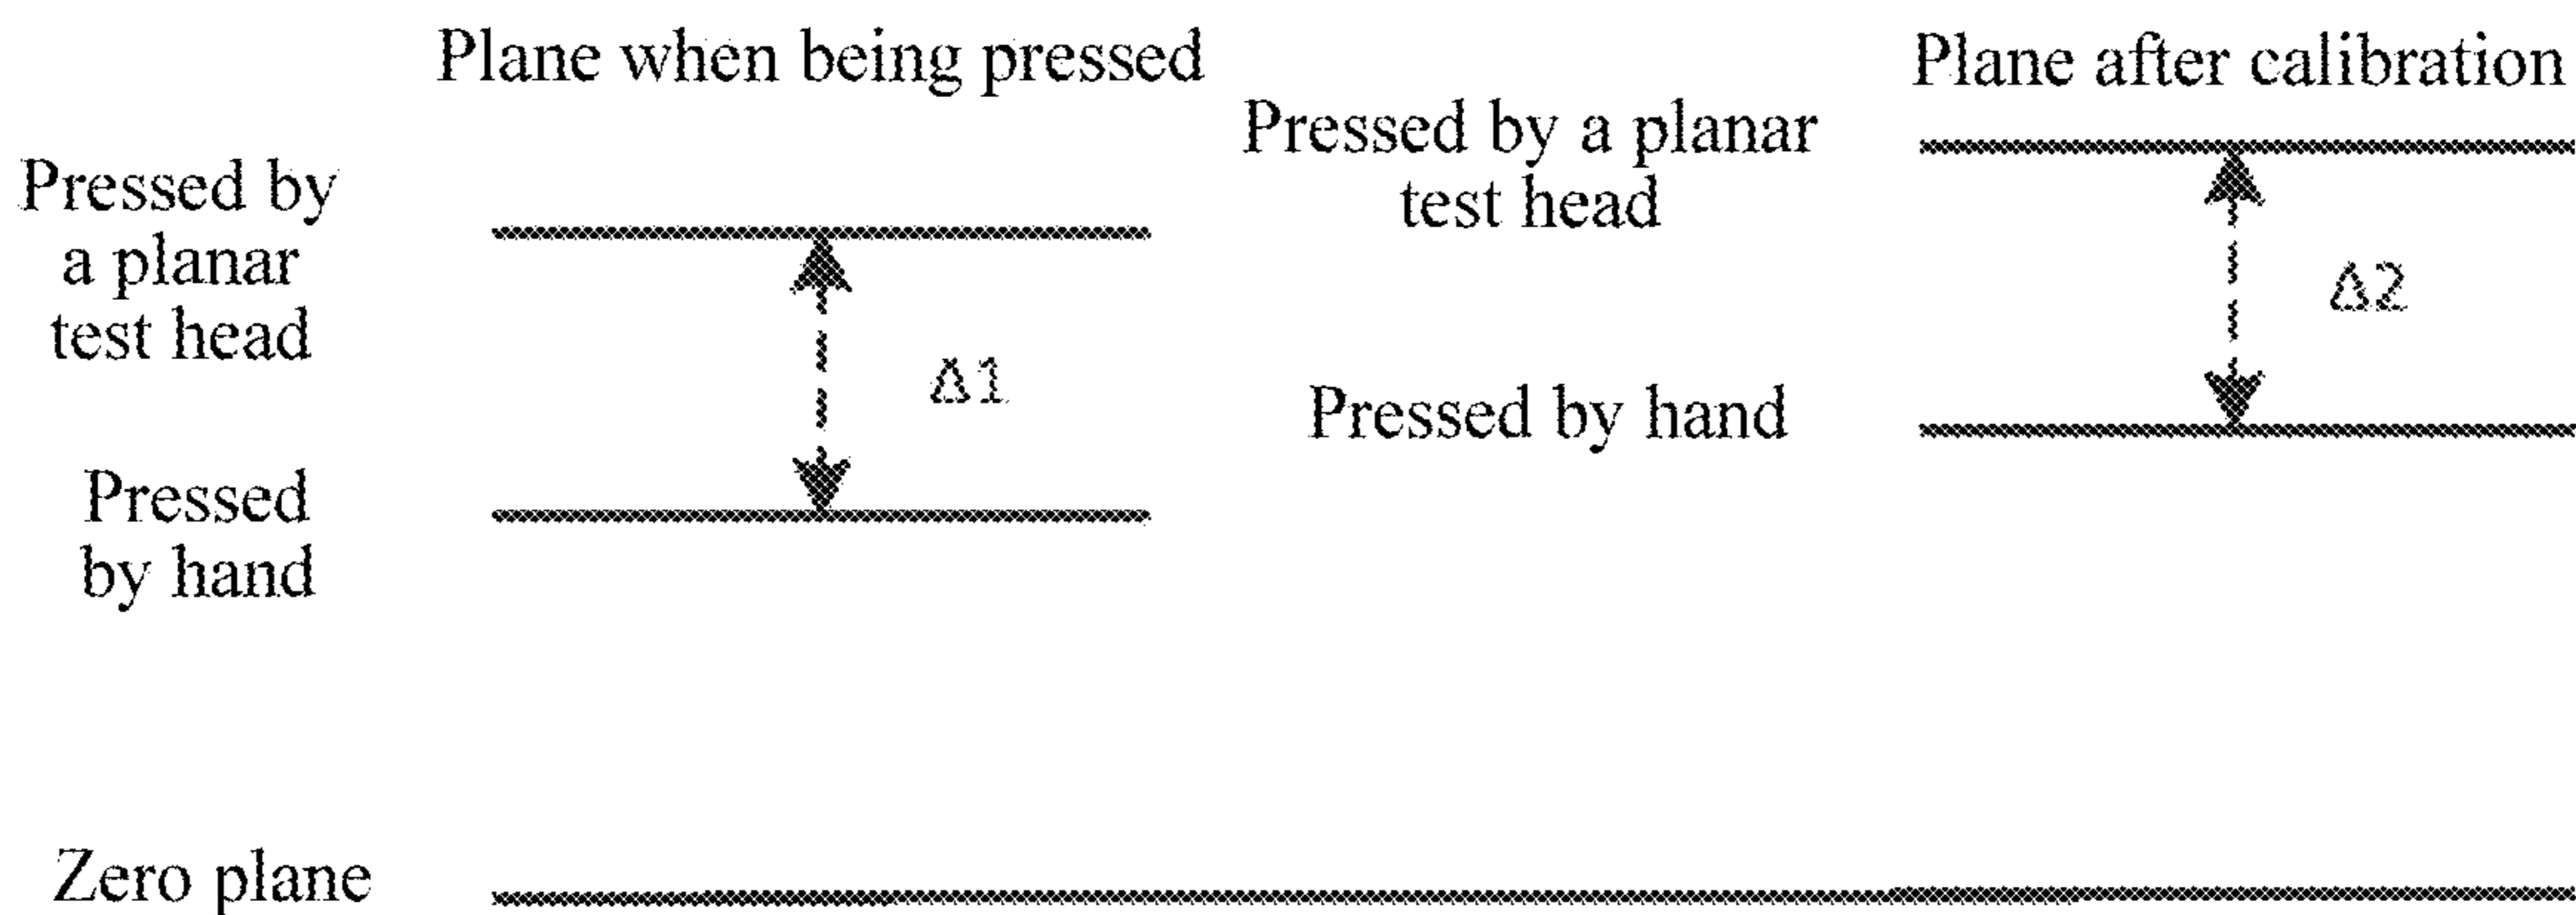 Plane when being pressed
Plane after calibration
Pressed by
a planar
test head
Pressed by a planar
test head
Δ1
Δ2
Pressed by hand
Pressed
by hand
Zero plane